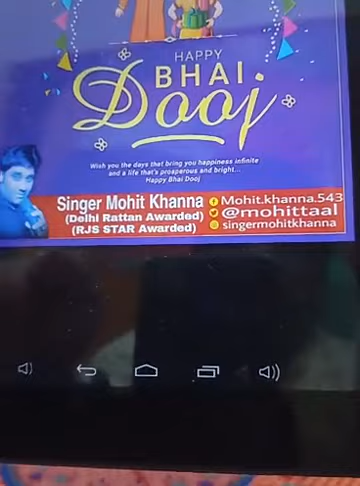 HAPPY
BHAI
Dooj
Wish you the days that bring you happiness infinite
and a life that's prosperous and bright...
Happy Bhai Dooj
Singer Mohit Khanna
(Delhi Rattan Awarded)
(RJS STAR Awarded)
Mohit.khanna.543
@mohittaal
singermohitkhanna